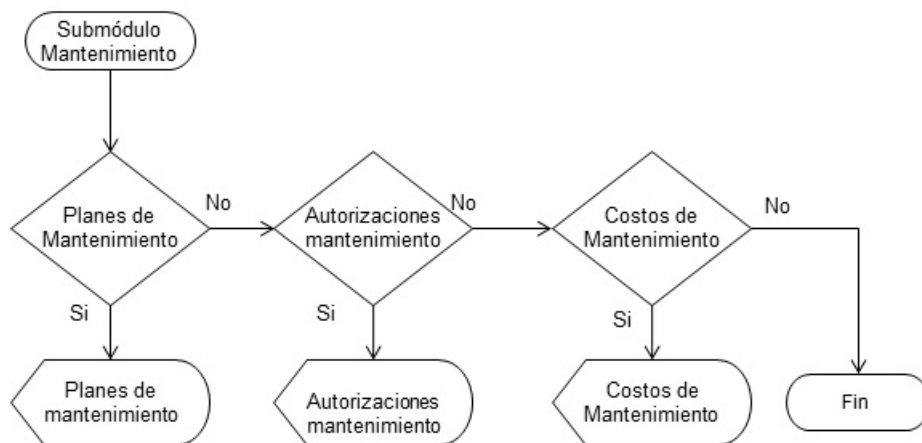 Submódulo
Mantenimiento
Planes de
Mantenimiento
No
Autorizaciones
mantenimiento
No
Costos de
Mantenimiento
No
Si
Si
Si
Planes de
mantenimiento
Autorizaciones
mantenimiento
Costos de
Mantenimiento
Fin